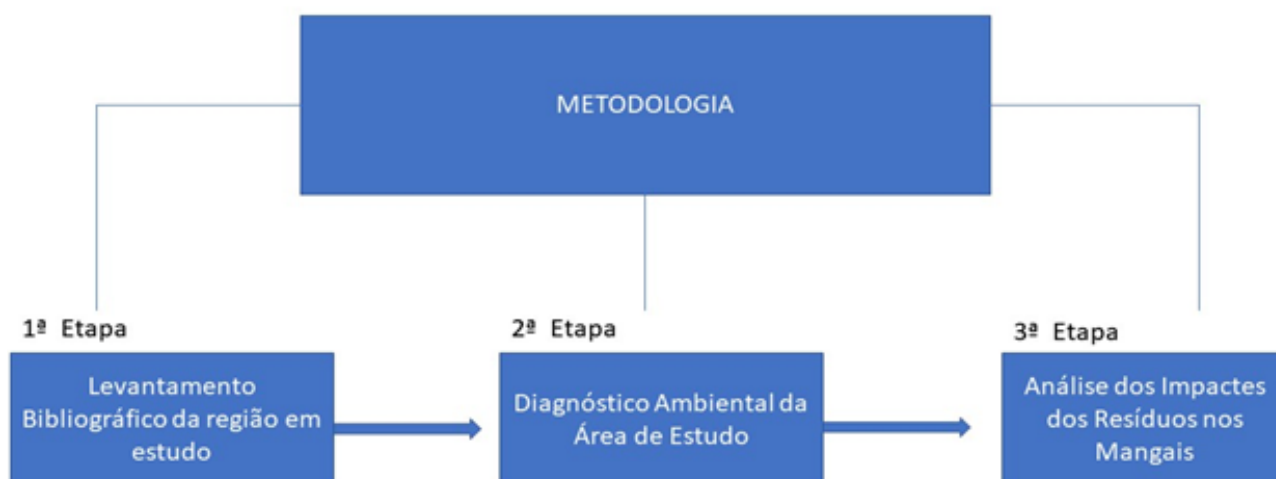 METODOLOGIA
1ª Etapa
Levantamento
Bibliográfico da região em
estudo
2ª Etapa
Diagnóstico Ambiental da
Área de Estudo
3ª Etapa
Análise dos Impactes
dos Resíduos nos
Mangais